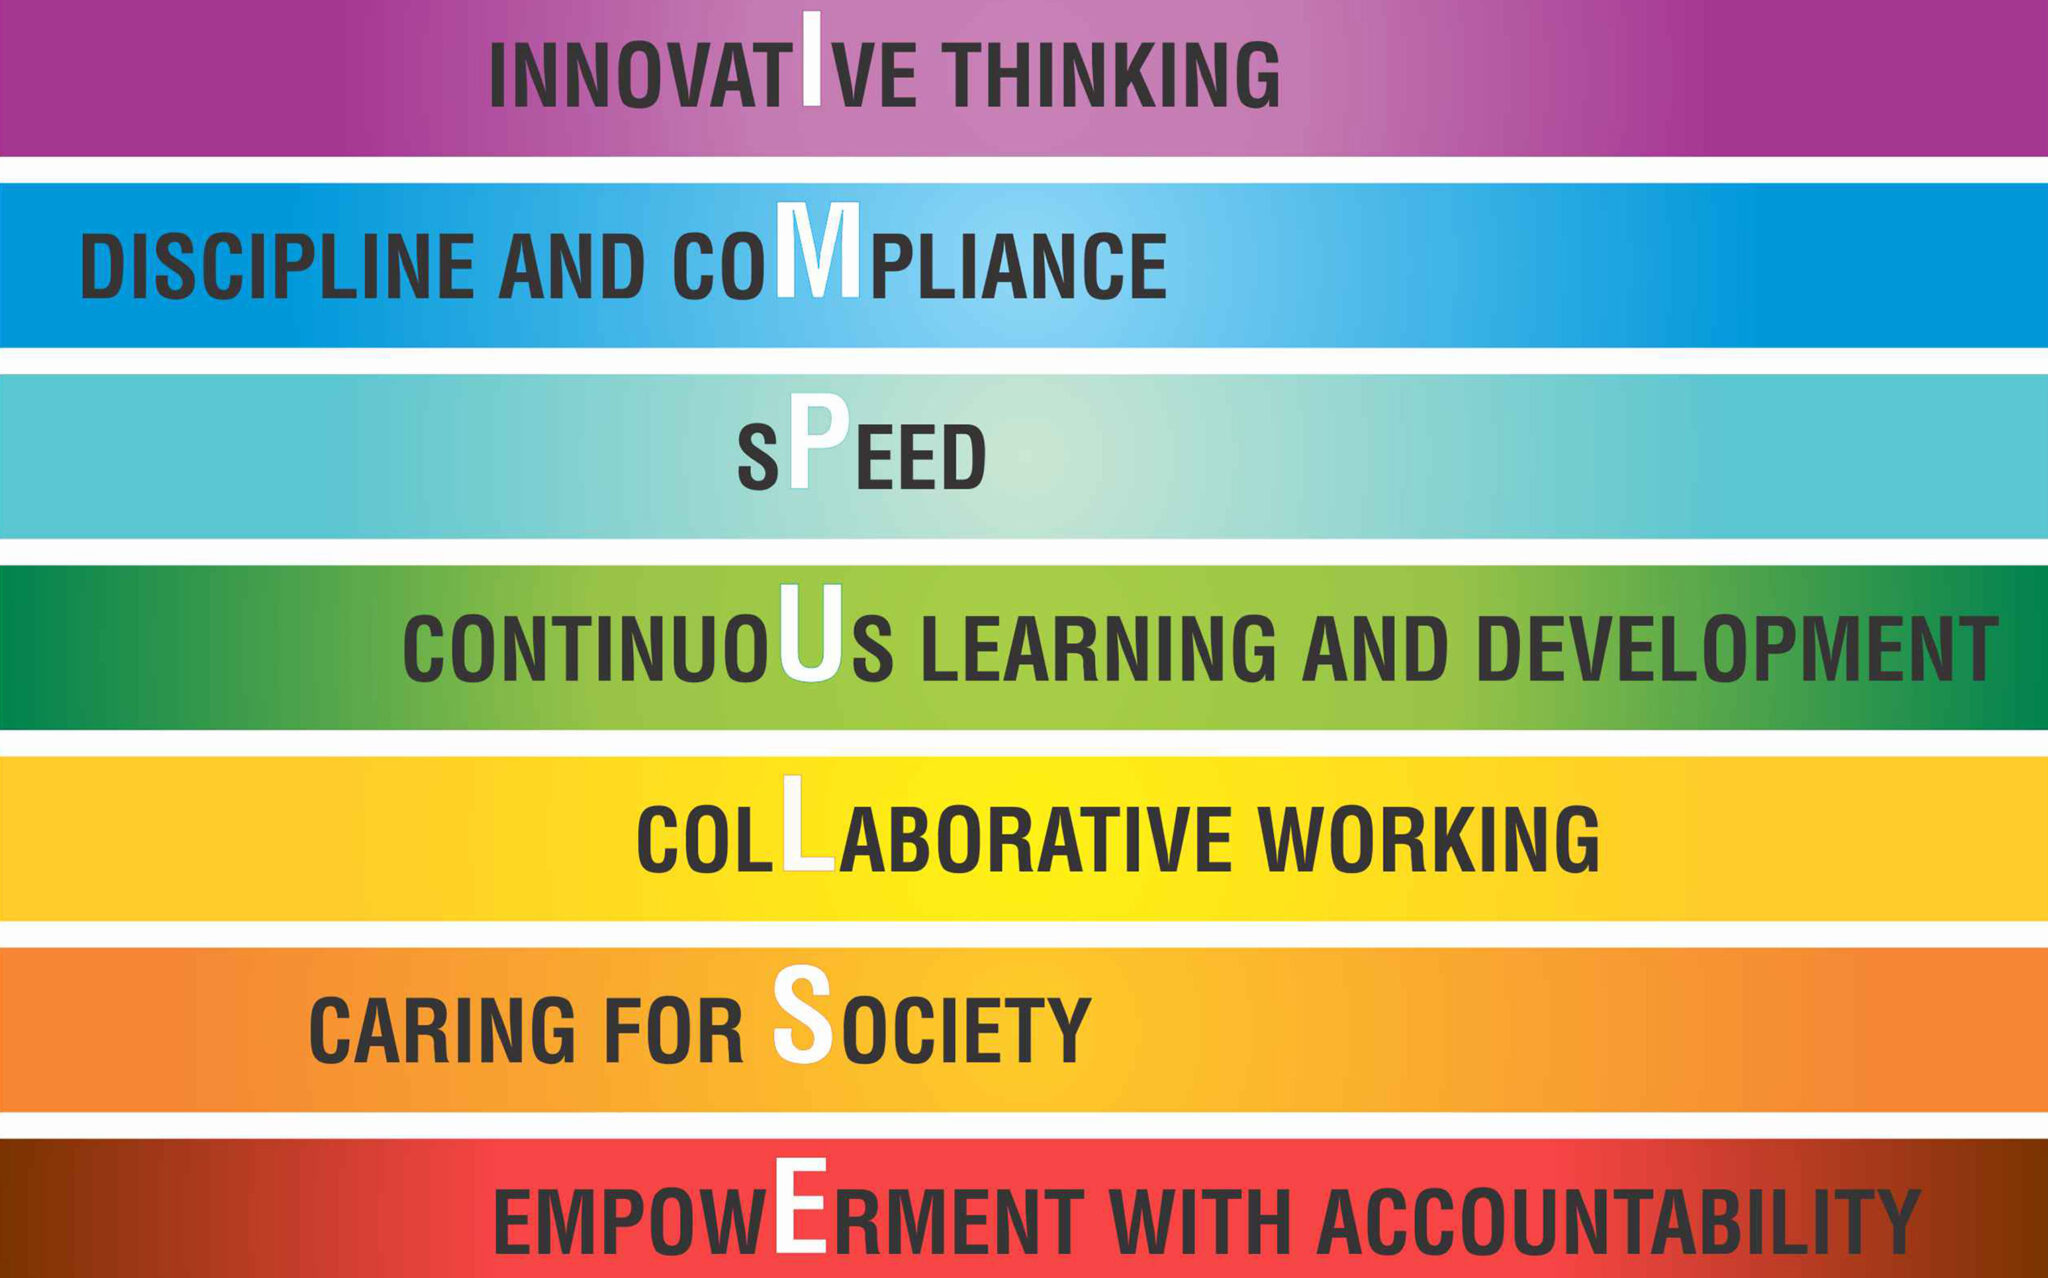 INNOVATIVE THINKING
DISCIPLINE AND COMPLIANCE
SPEED
CONTINUOUS LEARNING AND DEVELOPMENT
COLLABORATIVE WORKING
CARING FOR SOCIETY
EMPOWERMENT WITH ACCOUNTABILITY